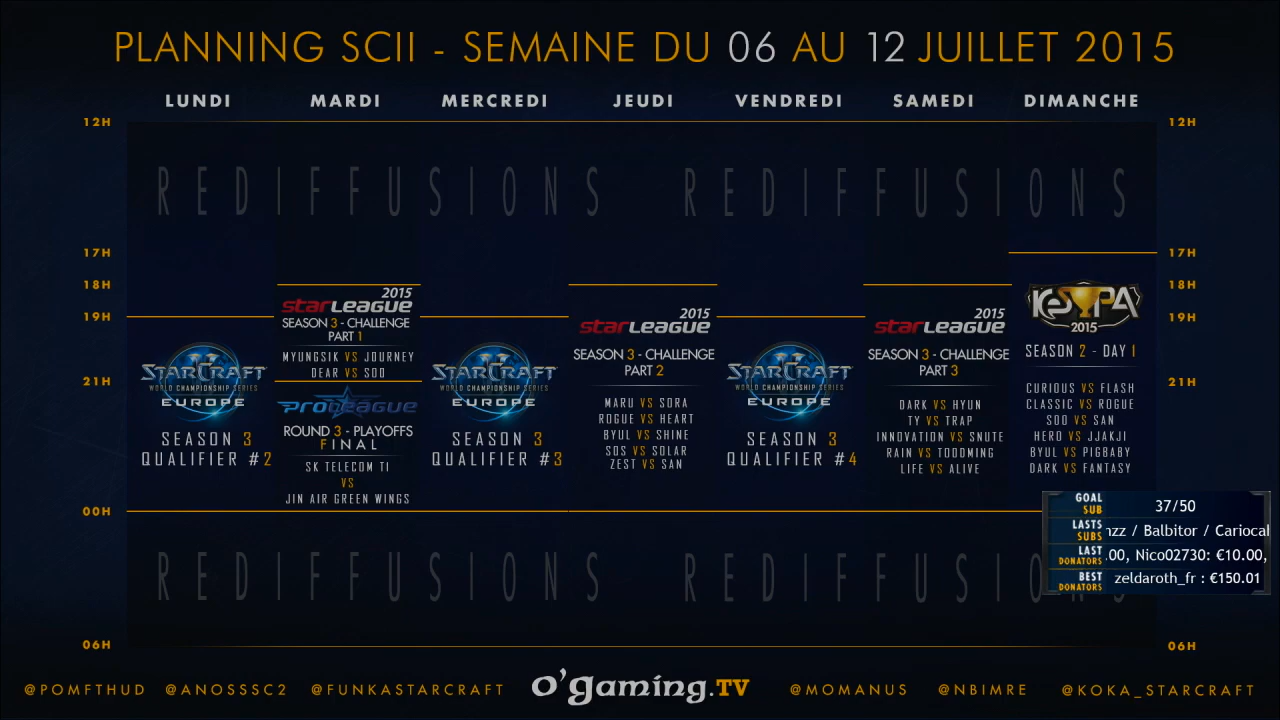 PLANNING SCII - SEMAINE DU 06 AU 12 JUILLET 2015
LUNDI MARDI MERCREDI JEUDI VENDREDI SAMEDI DIMANCHE
12H 12H
REDIFFUSIONS REDIFFUSIONS
17H 17H
18H 18H
19H 19H
21H 21H
STARCRAFT II
WORLD CHAMPIONSHIP SERIES
EUROPE
SEASON 3
QUALIFIER #2
2015
STARLEAGUE
SEASON 3 - CHALLENGE
PART 1
MYUNGSIK VS JOURNEY
DEAR VS SOO
PROLEAGUE
ROUND 3 - PLAYOFFS
FINAL
SK TELECOM T1
VS
JIN AIR GREEN WINGS
STARCRAFT II
WORLD CHAMPIONSHIP SERIES
EUROPE
SEASON 3
QUALIFIER #3
2015
STARLEAGUE
SEASON 3 - CHALLENGE
PART 2
MARU VS SORA
ROGUE VS HEART
BYUL VS SHINE
SOS VS SOLAR
ZEST VS SAN
STARCRAFT II
WORLD CHAMPIONSHIP SERIES
EUROPE
SEASON 3
QUALIFIER #4
2015
STARLEAGUE
SEASON 3 - CHALLENGE
PART 3
DARK VS HYUN
TY VS TRAP
INNOVATION VS SNUTE
RAIN VS TODOMING
LIFE VS ALIVE
KESPA
2015
SEASON 2 - DAY 1
CURIOUS VS FLASH
CLASSIC VS ROGUE
SOO VS SAN
HERO VS JJAKJI
BYUL VS PIGBABY
DARK VS FANTASY
00H
GOAL SUB 37/50
LASTS SUBS nzz / Balbitor / Cariocal
LAST DONATORS .00, Nico02730: €10.00,
BEST DONATORS zeldaroth_fr : €150.01
REDIFFUSIONS REDIFFUSIONS
06H 06H
@POMFTHUD @ANOSSSC2 @FUNKASTARCRAFT O'GAMING.TV @MOMANUS @NBIMRE @KOKA_STARCRAFT